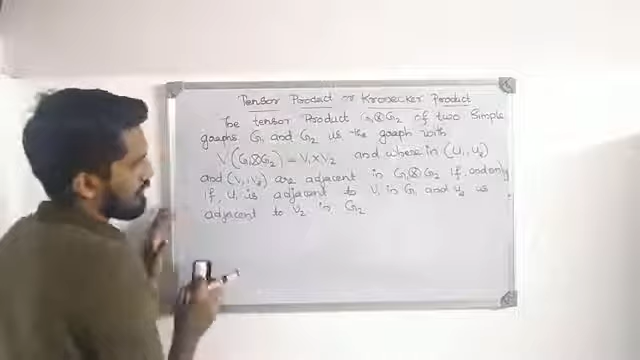 Tensor Product or Kronecker Product
The tensor Product G₁⊗G₂ of two simple
graphs G₁ and G₂ is the graph with
V(G₁⊗G₂) = V₁×V₂ and where in (u₁,u₂)
and (V₁,V₂) are adjacent in G₁⊗G₂ if and only
if, u₁ is adjacent to V₁ in G₁ and u₂ is
adjacent to V₂ in G₂